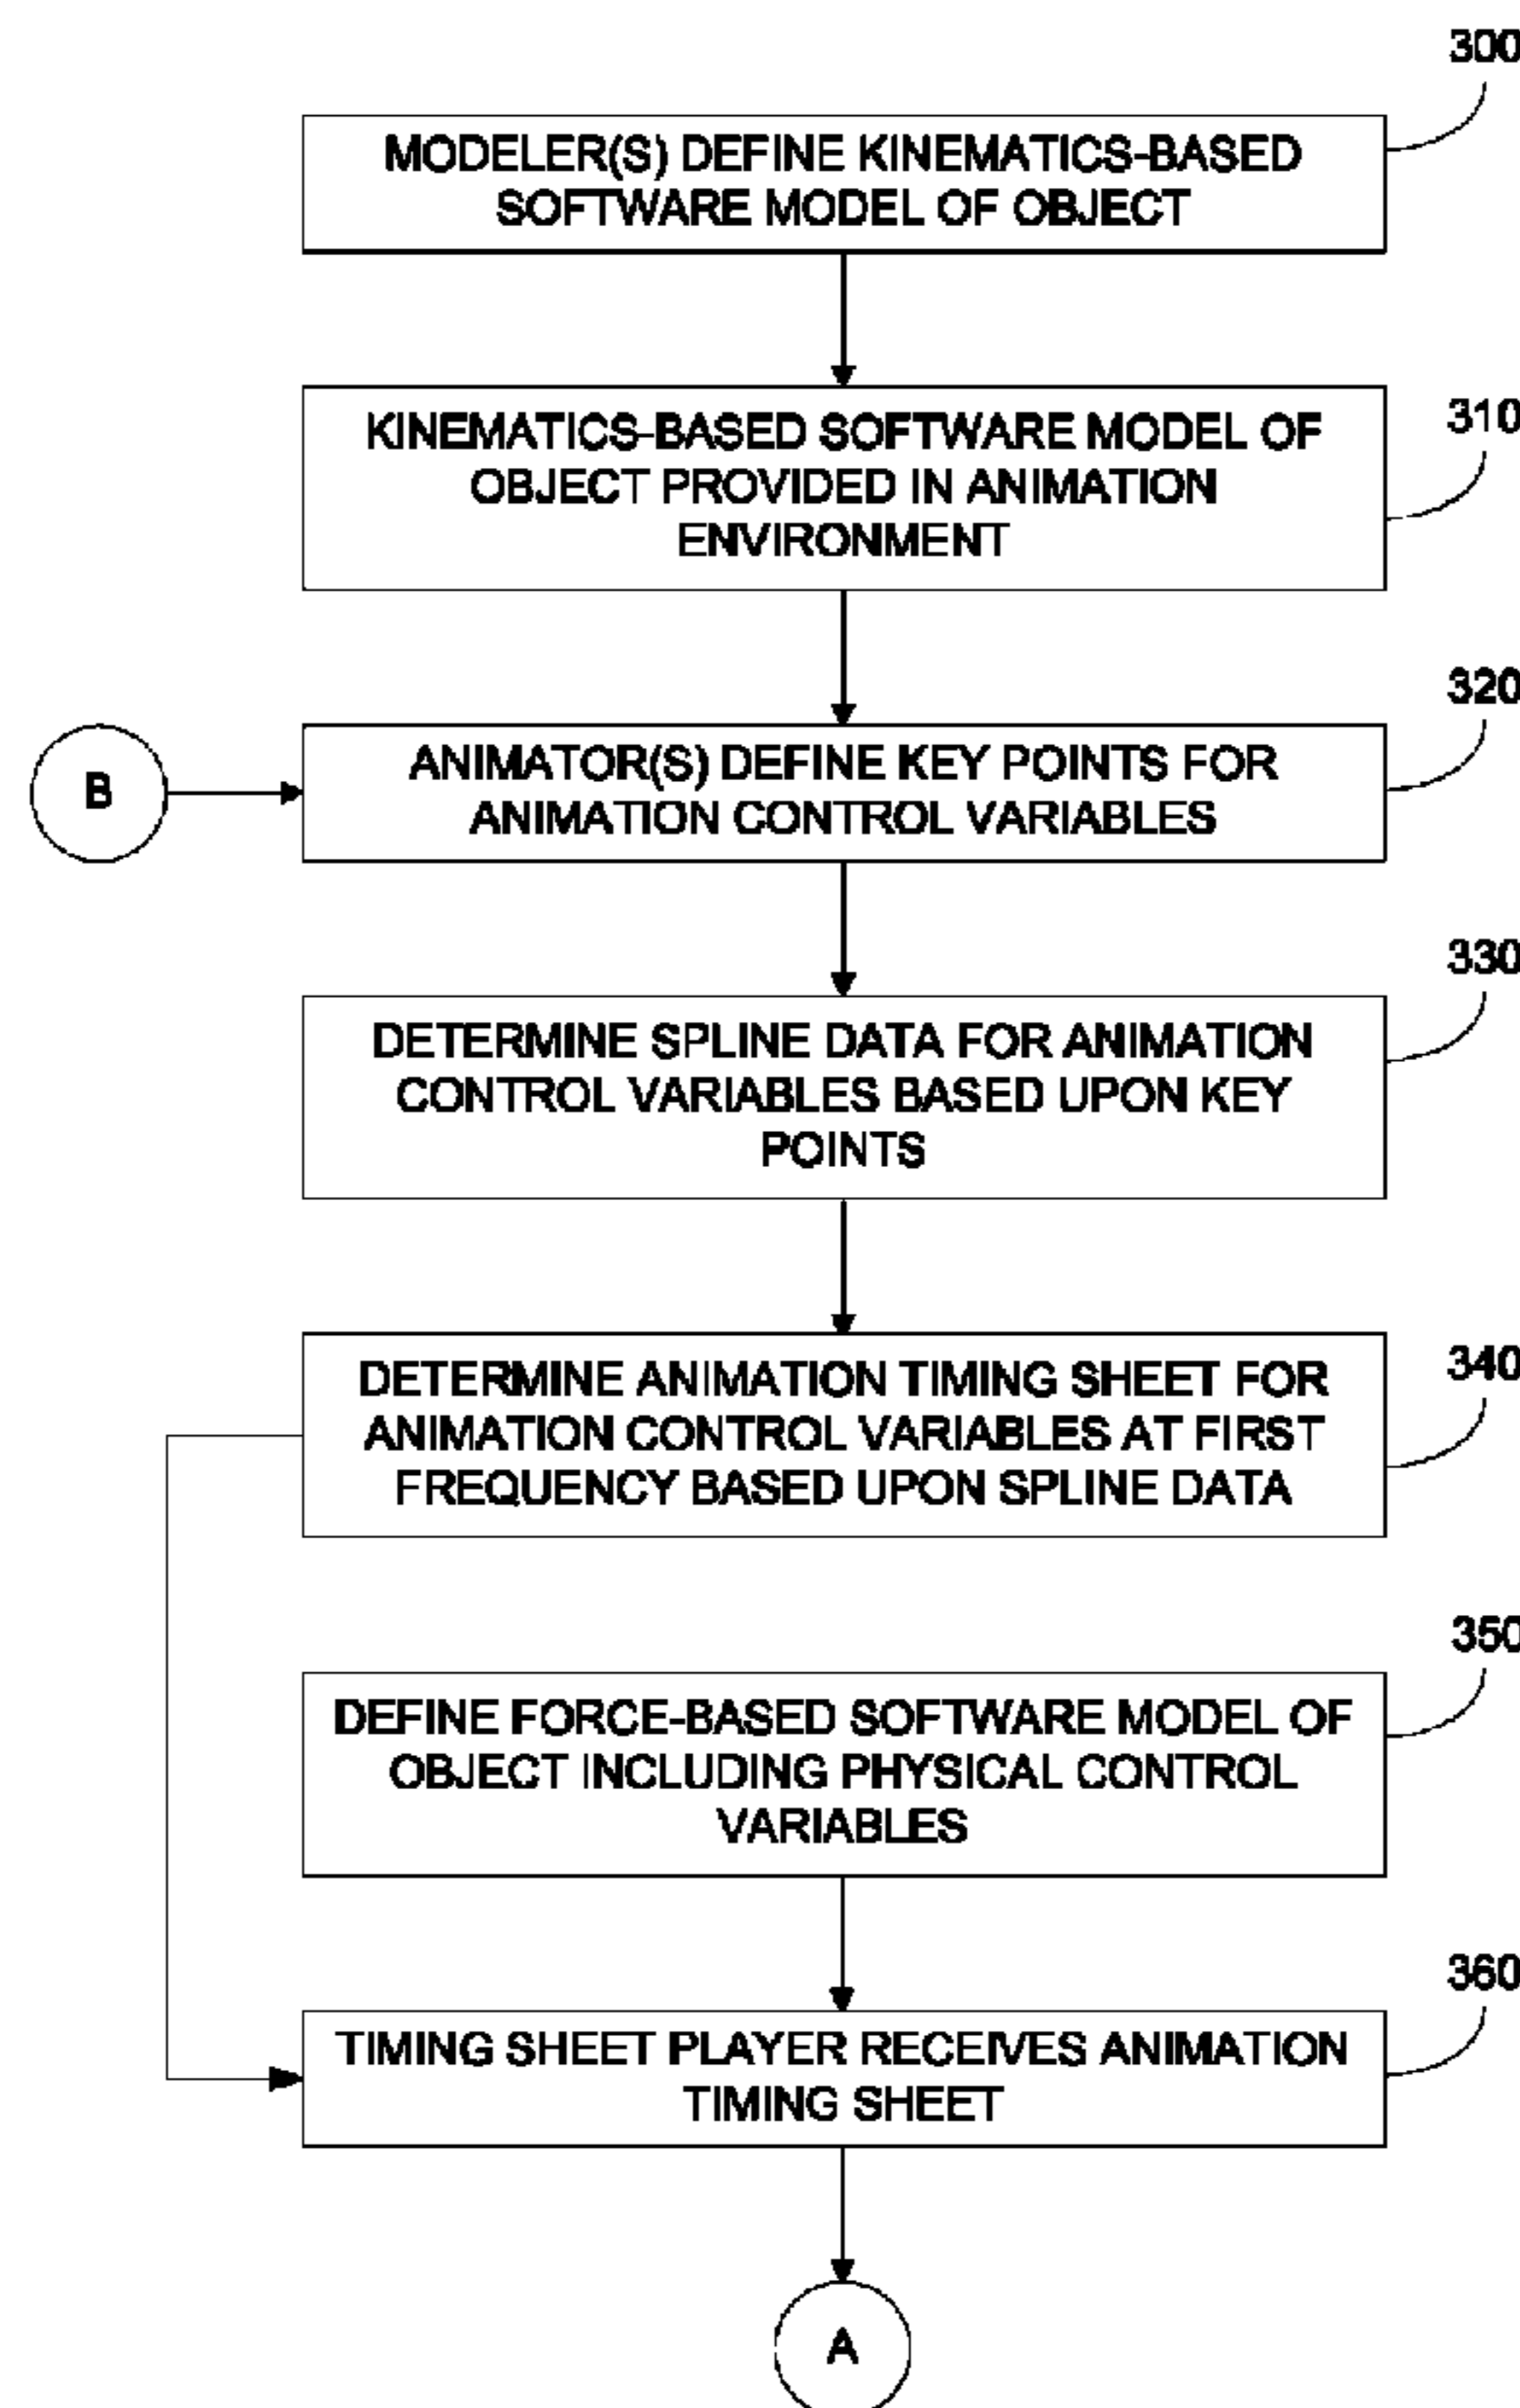 300
MODELER(S) DEFINE KINEMATICS-BASED
SOFTWARE MODEL OF OBJECT
310
KINEMATICS-BASED SOFTWARE MODEL OF
OBJECT PROVIDED IN ANIMATION
ENVIRONMENT
320
B
ANIMATOR(S) DEFINE KEY POINTS FOR
ANIMATION CONTROL VARIABLES
330
DETERMINE SPLINE DATA FOR ANIMATION
CONTROL VARIABLES BASED UPON KEY
POINTS
340
DETERMINE ANIMATION TIMING SHEET FOR
ANIMATION CONTROL VARIABLES AT FIRST
FREQUENCY BASED UPON SPLINE DATA
350
DEFINE FORCE-BASED SOFTWARE MODEL OF
OBJECT INCLUDING PHYSICAL CONTROL
VARIABLES
360
TIMING SHEET PLAYER RECEIVES ANIMATION
TIMING SHEET
A